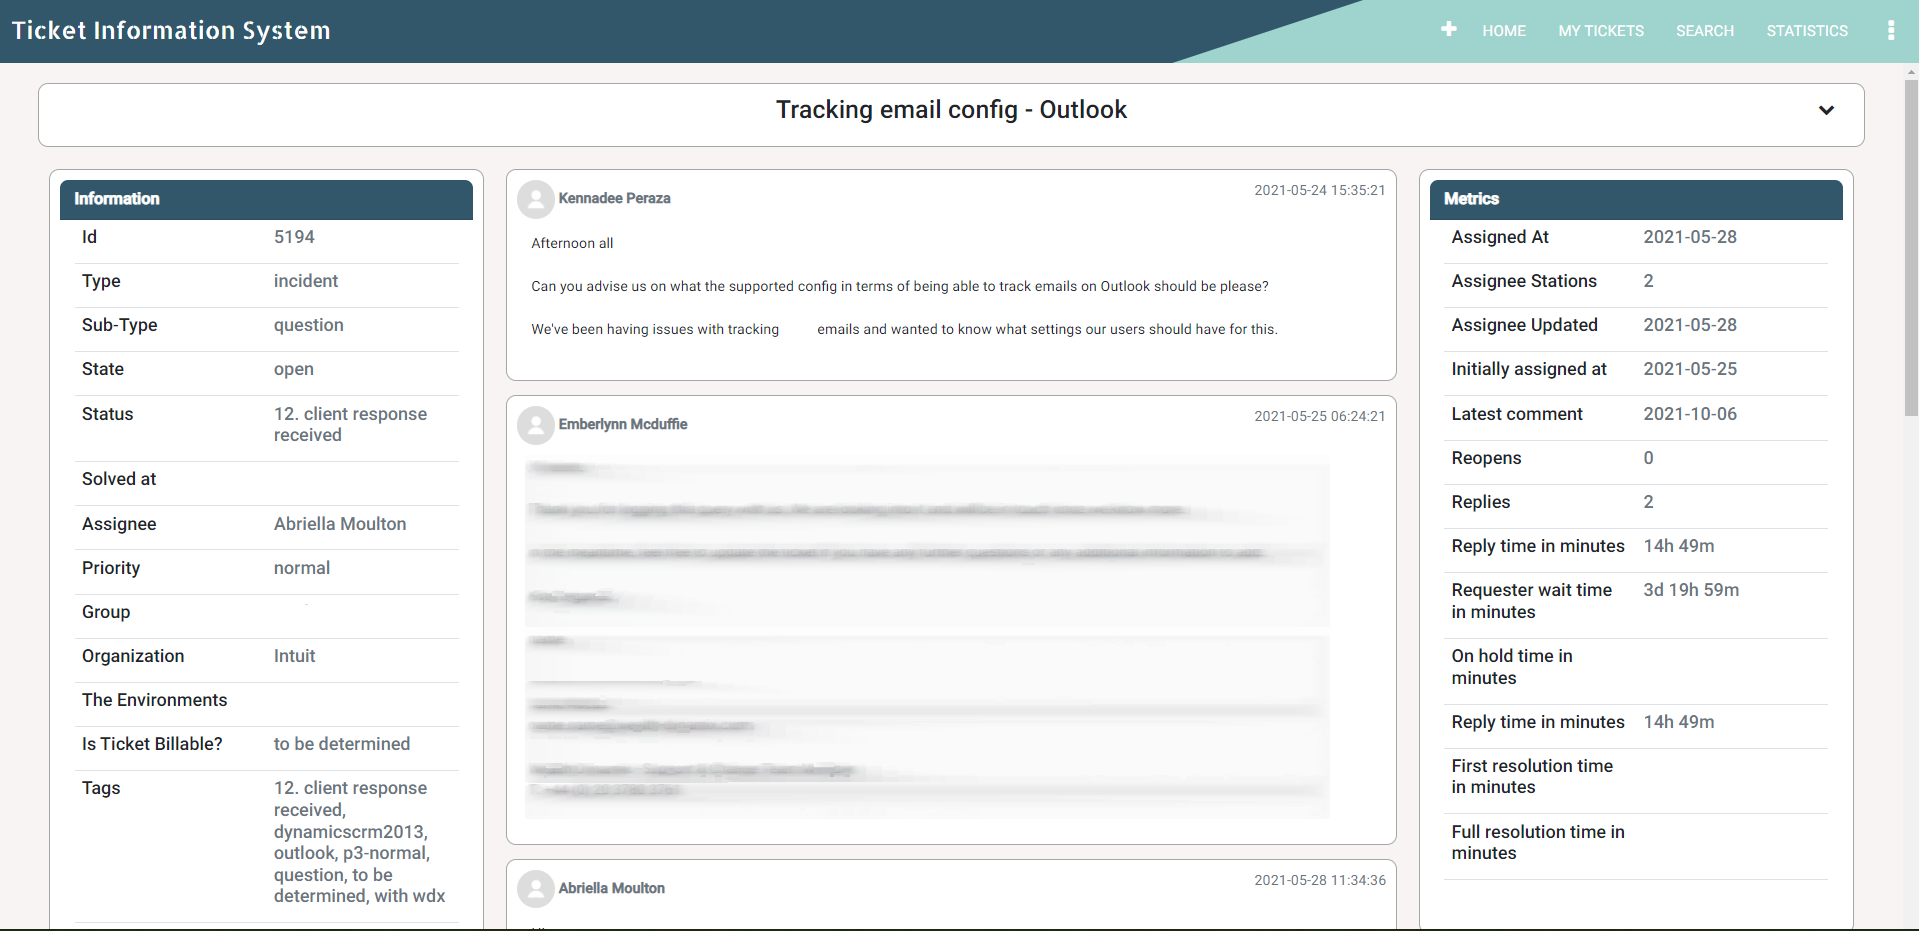 Ticket Information System
HOME MY TICKETS SEARCH STATISTICS
Tracking email config - Outlook
Information
Id 5194
Type incident
Sub-Type question
State open
Status 12. client response
received
Solved at
Assignee Abriella Moulton
Priority normal
Group
Organization Intuit
The Environments
Is Ticket Billable? to be determined
Tags 12. client response
received,
dynamicscrm2013,
outlook, p3-normal,
question, to be
determined, with wdx
Kennadee Peraza 2021-05-24 15:35:21
Afternoon all
Can you advise us on what the supported config in terms of being able to track emails on Outlook should be please?
We've been having issues with tracking emails and wanted to know what settings our users should have for this.
Emberlynn Mcduffie 2021-05-25 06:24:21
Abriella Moulton 2021-05-28 11:34:36
Metrics
Assigned At 2021-05-28
Assignee Stations 2
Assignee Updated 2021-05-28
Initially assigned at 2021-05-25
Latest comment 2021-10-06
Reopens 0
Replies 2
Reply time in minutes 14h 49m
Requester wait time 3d 19h 59m
in minutes
On hold time in
minutes
Reply time in minutes 14h 49m
First resolution time
in minutes
Full resolution time in
minutes